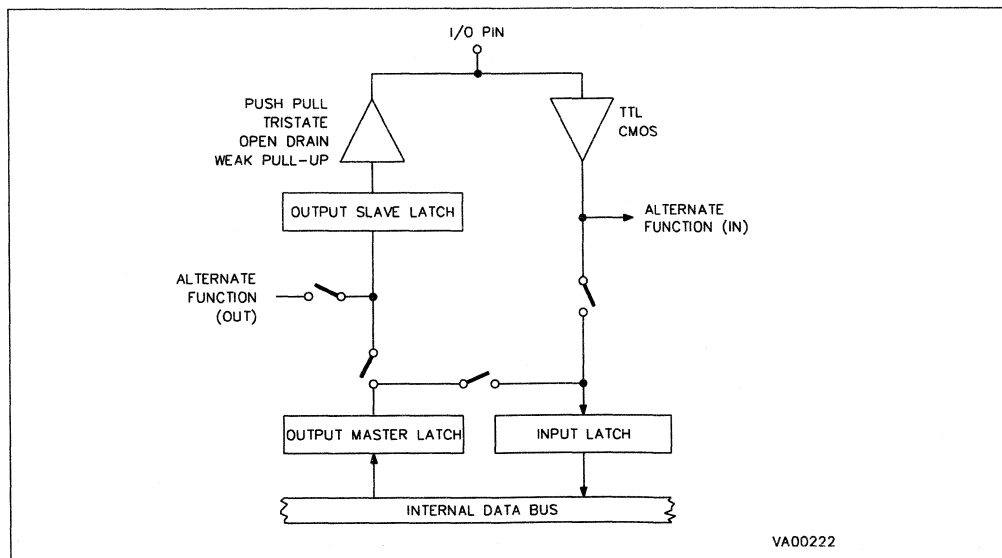 I/O PIN
PUSH PULL
TRISTATE
OPEN DRAIN
WEAK PULL-UP
TTL
CMOS
OUTPUT SLAVE LATCH
ALTERNATE
FUNCTION (IN)
ALTERNATE
FUNCTION
(OUT)
OUTPUT MASTER LATCH
INPUT LATCH
INTERNAL DATA BUS
VA00222